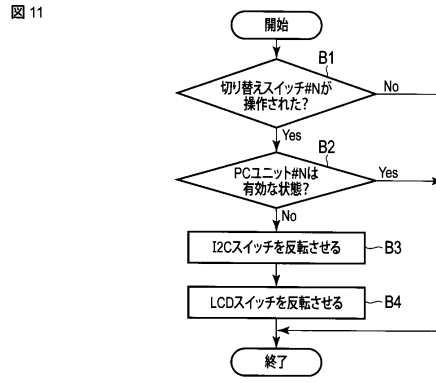 図 11
開始
B1
切り替えスイッチ#Nが
操作された?
No
Yes
B2
PCユニット#Nは
有効な状態?
Yes
No
I2Cスイッチを反転させる
B3
LCDスイッチを反転させる
B4
終了